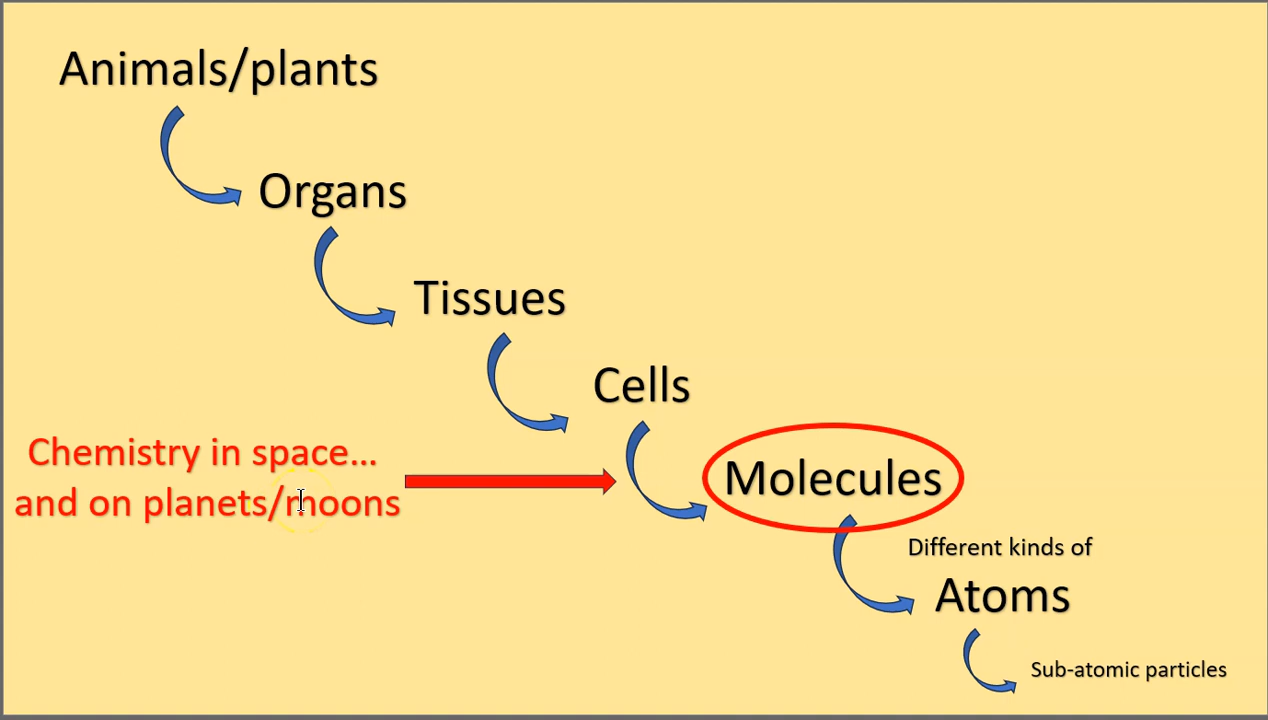 Animals/plants
Organs
Tissues
Cells
Chemistry in space...
and on planets/moons
Molecules
Different kinds of
Atoms
Sub-atomic particles